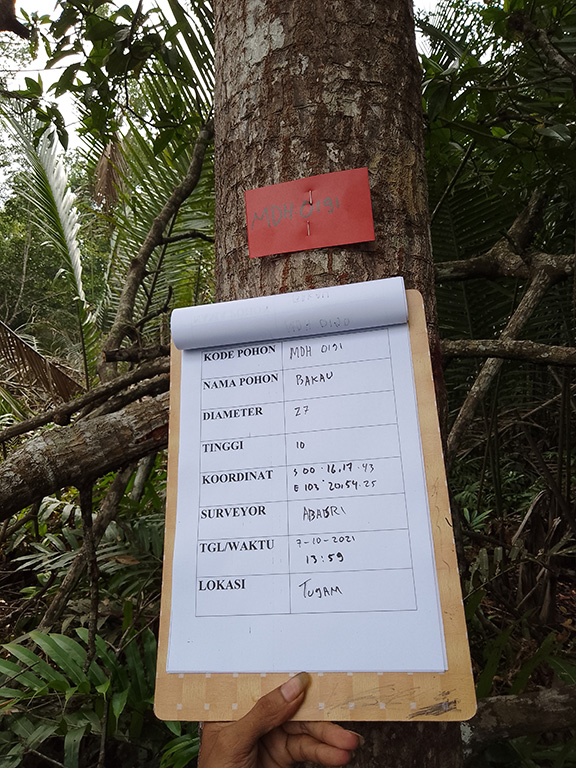 MDH 0191
KODE POHON MDH 0191
NAMA POHON BAKAU
DIAMETER 27
TINGGI 10
KOORDINAT S 00.16.17.43
E 103.20.54.25
SURVEYOR
TGL/WAKTU 7-10-2021
13:59
LOKASI TUGAM